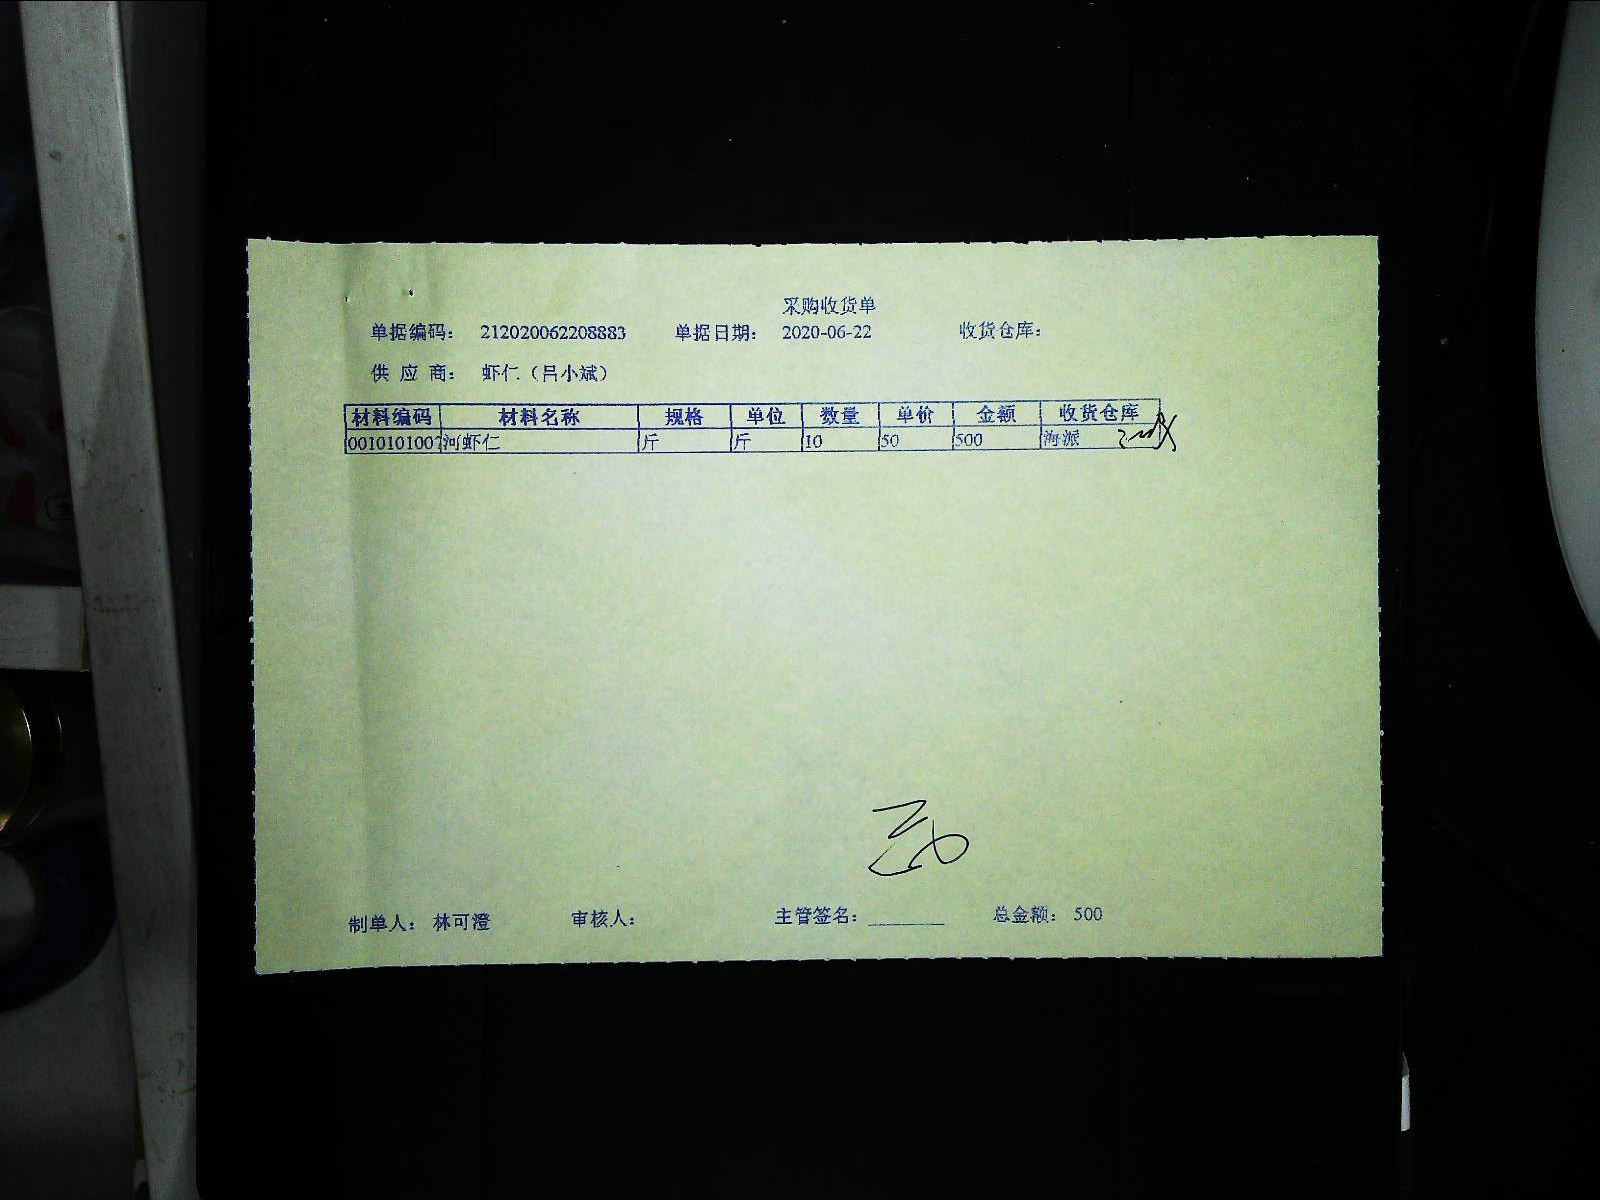 采购收货单
单据编码： 212020062208883 单据日期： 2020-06-22 收货仓库：
供 应 商： 虾仁（吕小斌）
材料编码 材料名称 规格 单位 数量 单价 金额 收货仓库
0010101007 河虾仁 斤 斤 10 50 500 海派
制单人： 林可澄 审核人： 主管签名： 总金额： 500